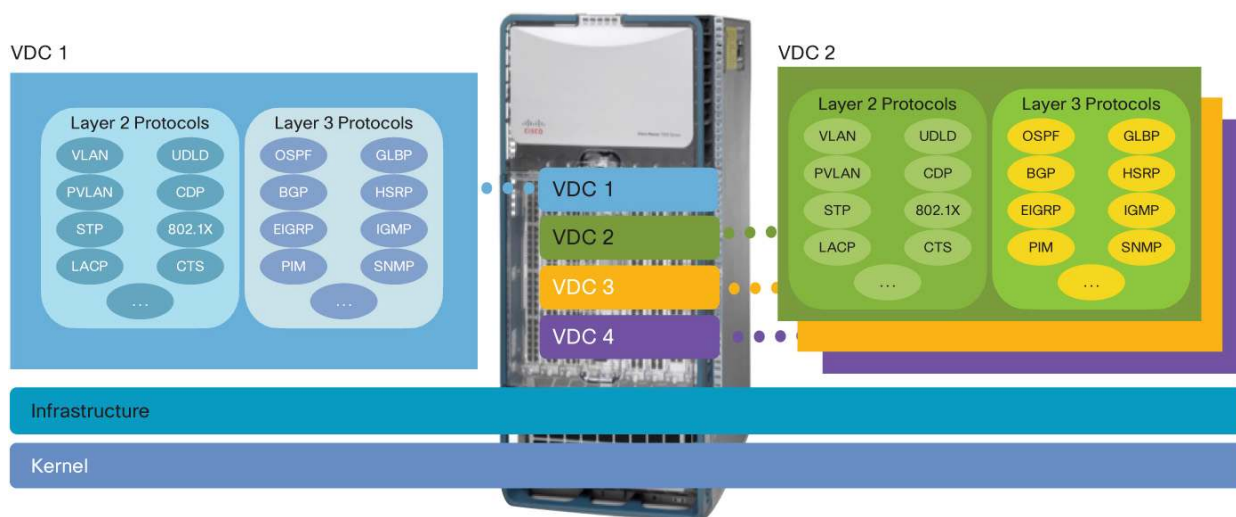 VDC 1
Layer 2 Protocols
VLAN UDLD
PVLAN CDP
STP 802.1X
LACP CTS
...
Layer 3 Protocols
OSPF GLBP
BGP HSRP
EIGRP IGMP
PIM SNMP
...
CISCO
VDC 1
VDC 2
VDC 3
VDC 4
VDC 2
Layer 2 Protocols
VLAN UDLD
PVLAN CDP
STP 802.1X
LACP CTS
...
Layer 3 Protocols
OSPF GLBP
BGP HSRP
EIGRP IGMP
PIM SNMP
...
Infrastructure
Kernel